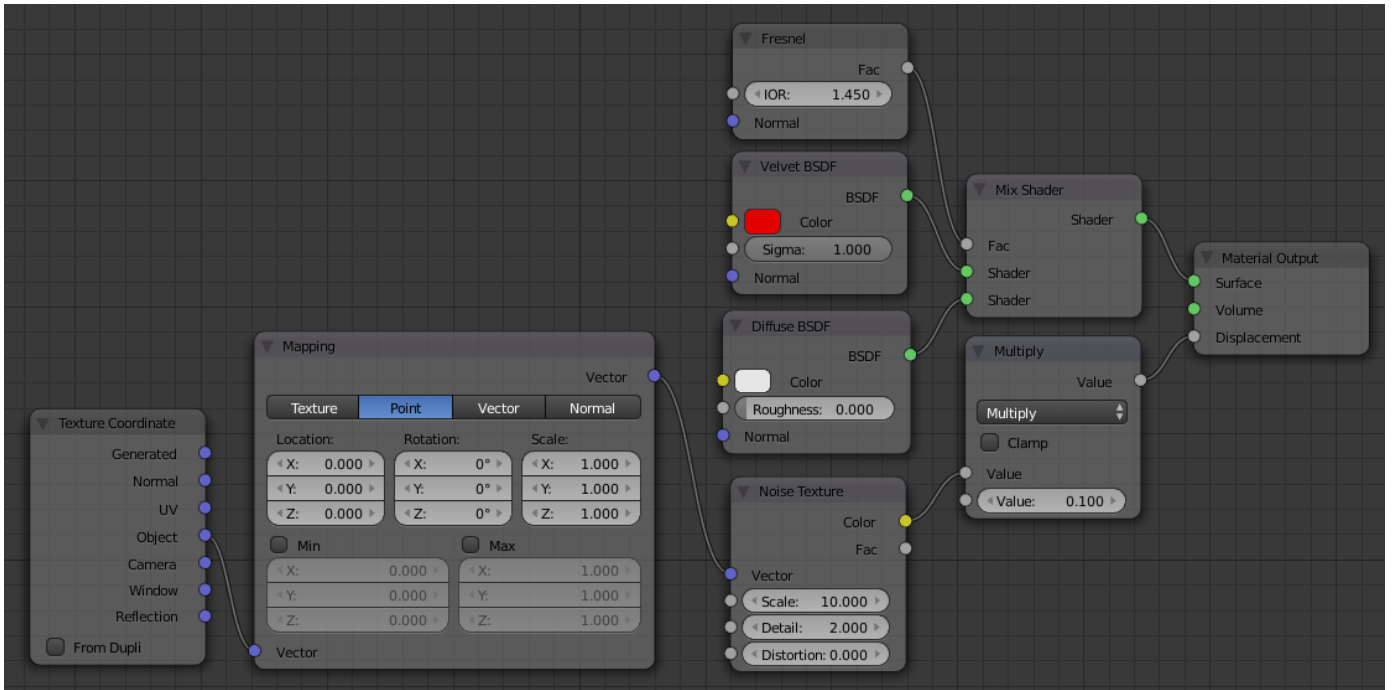 Fresnel
Fac
IOR: 1.450
Normal
Velvet BSDF
BSDF
Color
Sigma: 1.000
Normal
Mix Shader
Shader
Fac
Shader
Shader
Material Output
Surface
Volume
Displacement
Diffuse BSDF
BSDF
Color
Roughness: 0.000
Normal
Multiply
Value
Multiply
Clamp
Value
Value: 0.100
Mapping
Vector
Texture Point Vector Normal
Location: Rotation: Scale:
X: 0.000 X: 0° X: 1.000
Y: 0.000 Y: 0° Y: 1.000
Z: 0.000 Z: 0° Z: 1.000
Min Max
X: 0.000 X: 1.000
Y: 0.000 Y: 1.000
Z: 0.000 Z: 1.000
Vector
Texture Coordinate
Generated
Normal
UV
Object
Camera
Window
Reflection
From Dupli
Noise Texture
Color
Fac
Vector
Scale: 10.000
Detail: 2.000
Distortion: 0.000